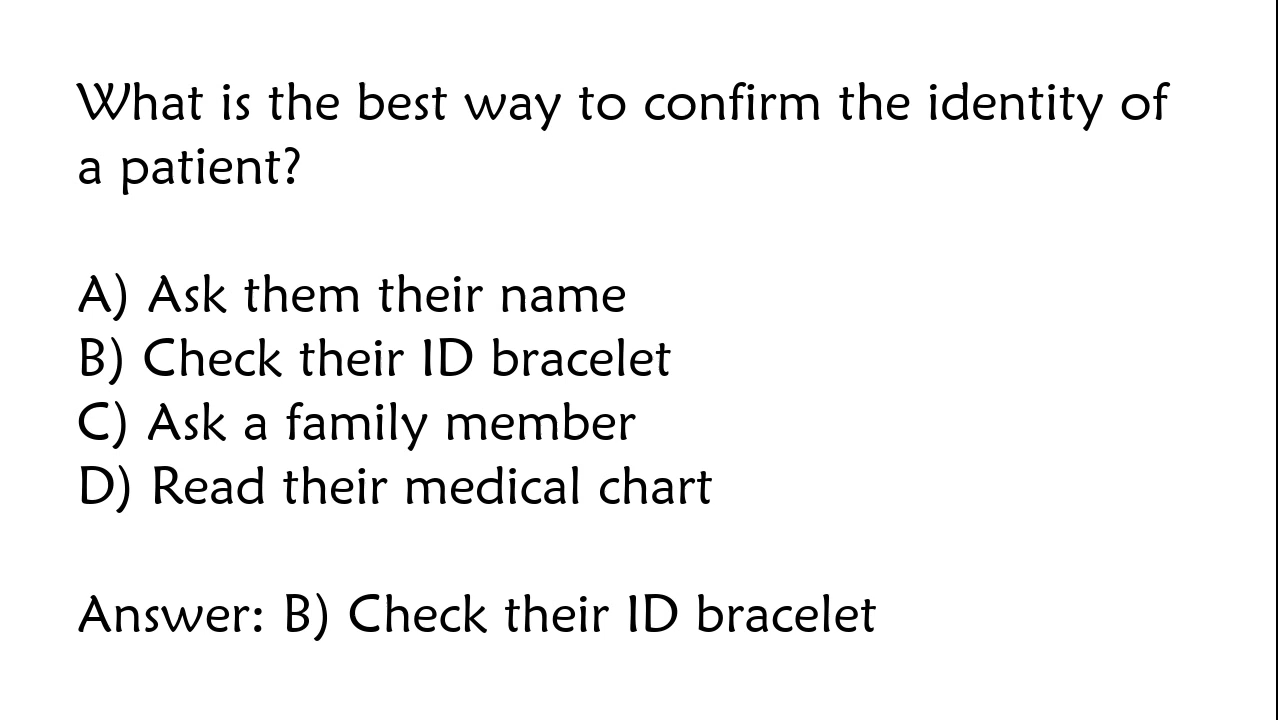 What is the best way to confirm the identity of
a patient?
A) Ask them their name
B) Check their ID bracelet
C) Ask a family member
D) Read their medical chart
Answer: B) Check their ID bracelet